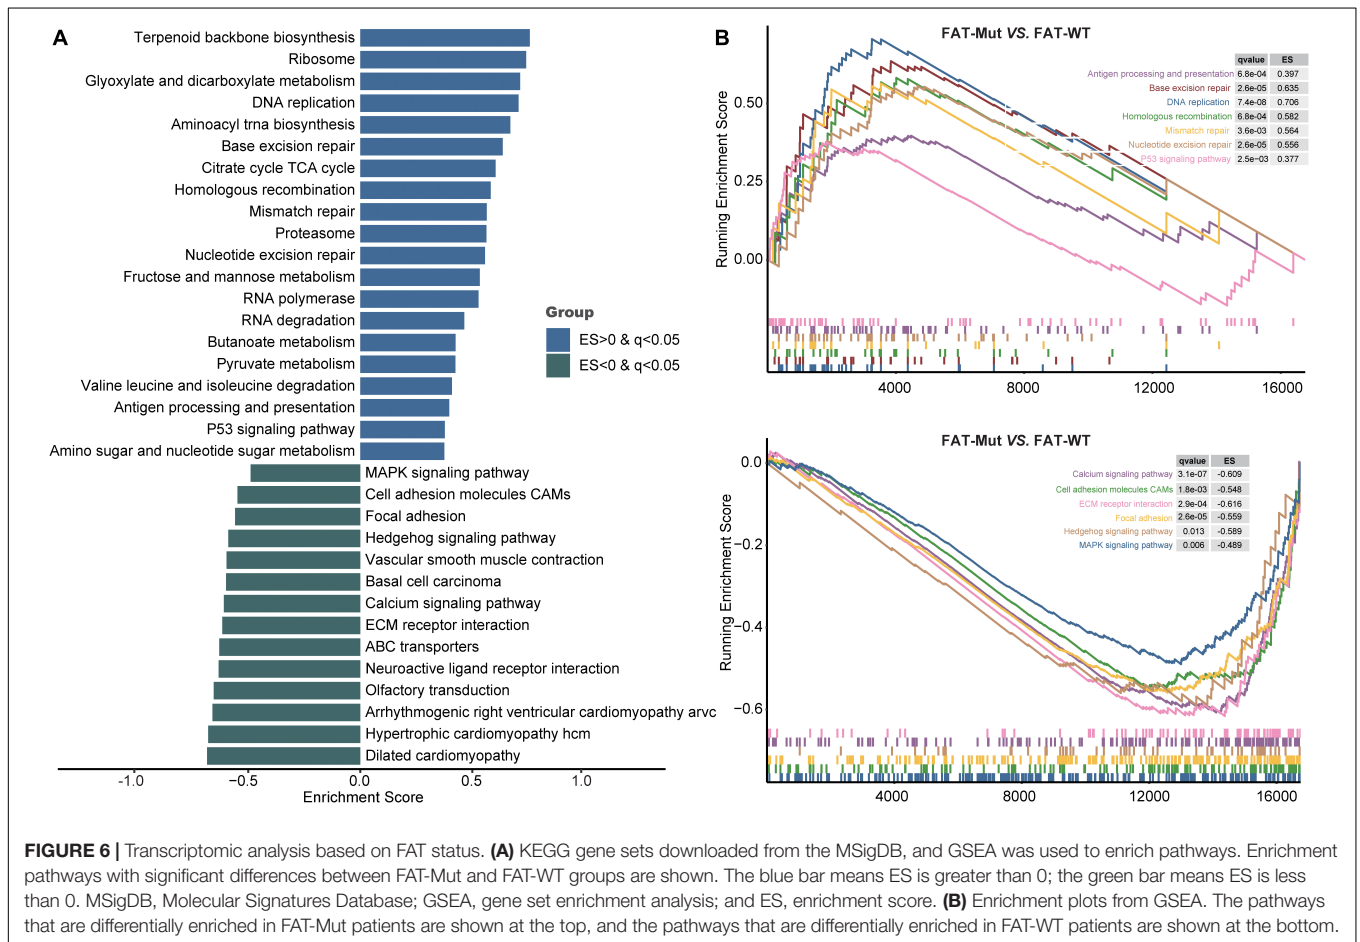 A
Terpenoid backbone biosynthesis
Ribosome
Glyoxylate and dicarboxylate metabolism
DNA replication
Aminoacyl trna biosynthesis
Base excision repair
Citrate cycle TCA cycle
Homologous recombination
Mismatch repair
Proteasome
Nucleotide excision repair
Fructose and mannose metabolism
RNA polymerase
RNA degradation
Butanoate metabolism
Pyruvate metabolism
Valine leucine and isoleucine degradation
Antigen processing and presentation
P53 signaling pathway
Amino sugar and nucleotide sugar metabolism
MAPK signaling pathway
Cell adhesion molecules CAMs
Focal adhesion
Hedgehog signaling pathway
Vascular smooth muscle contraction
Basal cell carcinoma
Calcium signaling pathway
ECM receptor interaction
ABC transporters
Neuroactive ligand receptor interaction
Olfactory transduction
Arrhythmogenic right ventricular cardiomyopathy arvc
Hypertrophic cardiomyopathy hcm
Dilated cardiomyopathy
-1.0 -0.5 0.0 0.5 1.0
Enrichment Score
Group
ES>0 & q<0.05
ES<0 & q<0.05
B
FAT-Mut VS. FAT-WT
qvalue ES
Antigen processing and presentation 6.8e-04 0.397
Base excision repair 2.6e-05 0.635
DNA replication 7.4e-08 0.706
Homologous recombination 6.8e-04 0.582
Mismatch repair 3.6e-03 0.564
Nucleotide excision repair 2.6e-05 0.556
P53 signaling pathway 2.5e-03 0.377
Running Enrichment Score
0.50
0.25
0.00
4000 8000 12000 16000
FAT-Mut VS. FAT-WT
qvalue ES
Calcium signaling pathway 3.1e-07 -0.609
Cell adhesion molecules CAMs 1.8e-03 -0.548
ECM receptor interaction 2.9e-04 -0.616
Focal adhesion 2.6e-05 -0.559
Hedgehog signaling pathway 0.013 -0.589
MAPK signaling pathway 0.006 -0.489
Running Enrichment Score
0.0
−0.2
−0.4
−0.6
4000 8000 12000 16000
FIGURE 6 | Transcriptomic analysis based on FAT status. (A) KEGG gene sets downloaded from the MSigDB, and GSEA was used to enrich pathways. Enrichment
pathways with significant differences between FAT-Mut and FAT-WT groups are shown. The blue bar means ES is greater than 0; the green bar means ES is less
than 0. MSigDB, Molecular Signatures Database; GSEA, gene set enrichment analysis; and ES, enrichment score. (B) Enrichment plots from GSEA. The pathways
that are differentially enriched in FAT-Mut patients are shown at the top, and the pathways that are differentially enriched in FAT-WT patients are shown at the bottom.